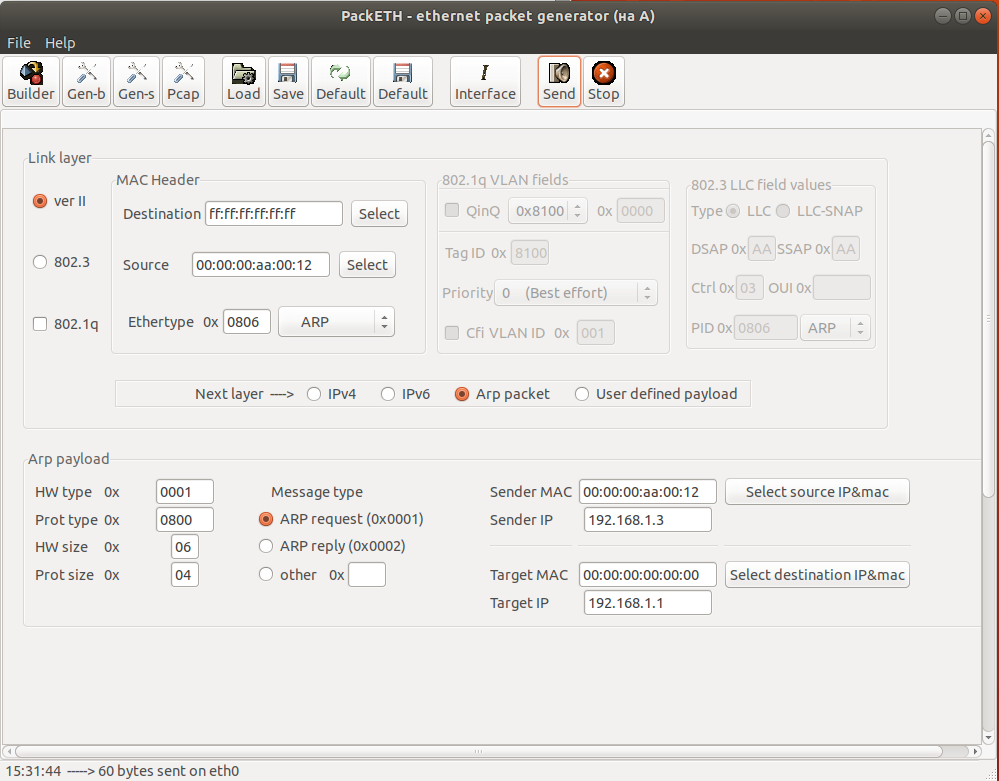 PackETH - ethernet packet generator (на A)
File Help
Builder Gen-b Gen-s Pcap Load Save Default Default Interface Send Stop
Link layer
MAC Header 802.1q VLAN fields 802.3 LLC field values
ver II Destination ff:ff:ff:ff:ff:ff Select QinQ 0x8100 0x 0000 Type LLC LLC-SNAP
Tag ID 0x 8100 DSAP 0x AA SSAP 0x AA
802.3 Source 00:00:00:aa:00:12 Select Priority 0 (Best effort) Ctrl 0x 03 OUI 0x
802.1q Ethertype 0x 0806 ARP Cfi VLAN ID 0x 001 PID 0x 0806 ARP
Next layer ----> IPv4 IPv6 Arp packet User defined payload
Arp payload
HW type 0x 0001 Message type Sender MAC 00:00:00:aa:00:12 Select source IP&mac
Prot type 0x 0800 ARP request (0x0001) Sender IP 192.168.1.3
HW size 0x 06 ARP reply (0x0002)
Prot size 0x 04 other 0x Target MAC 00:00:00:00:00:00 Select destination IP&mac
Target IP 192.168.1.1
15:31:44 -----> 60 bytes sent on eth0